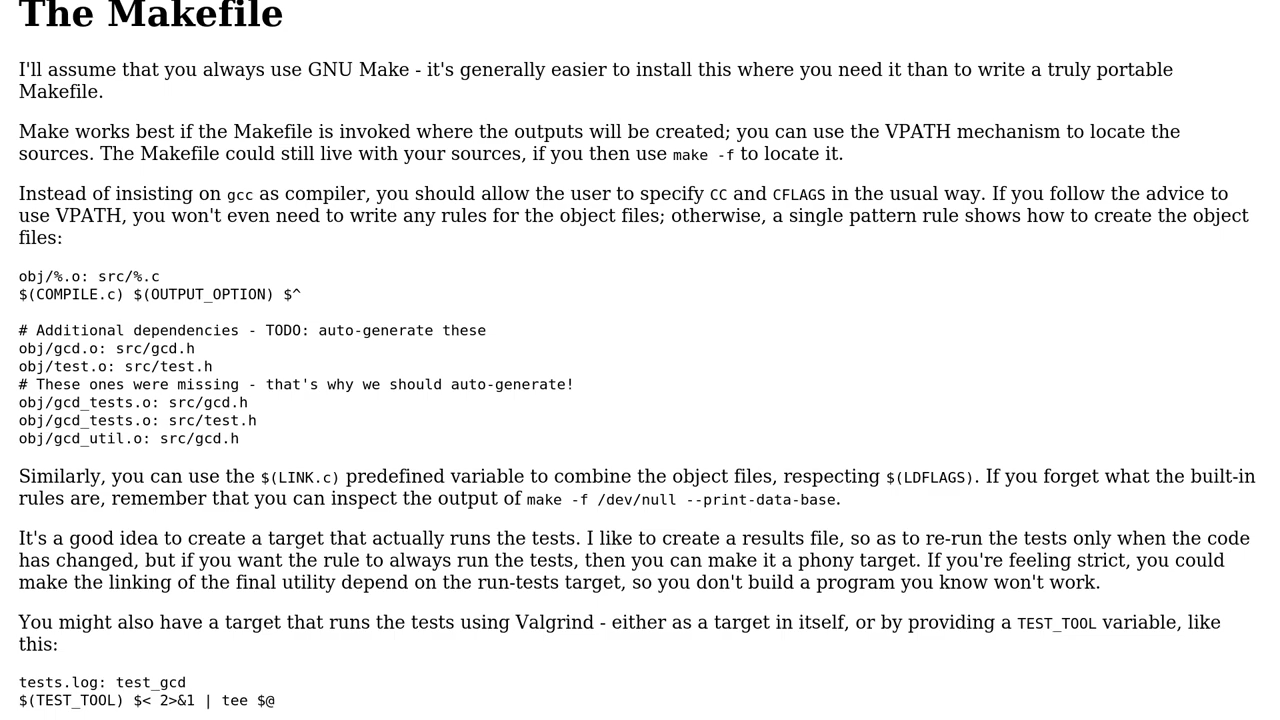 The Makefile
I'll assume that you always use GNU Make - it's generally easier to install this where you need it than to write a truly portable
Makefile.
Make works best if the Makefile is invoked where the outputs will be created; you can use the VPATH mechanism to locate the
sources. The Makefile could still live with your sources, if you then use make -f to locate it.
Instead of insisting on gcc as compiler, you should allow the user to specify CC and CFLAGS in the usual way. If you follow the advice to
use VPATH, you won't even need to write any rules for the object files; otherwise, a single pattern rule shows how to create the object
files:
obj/%.o: src/%.c
$(COMPILE.c) $(OUTPUT_OPTION) $^
# Additional dependencies - TODO: auto-generate these
obj/gcd.o: src/gcd.h
obj/test.o: src/test.h
# These ones were missing - that's why we should auto-generate!
obj/gcd_tests.o: src/gcd.h
obj/gcd_tests.o: src/test.h
obj/gcd_util.o: src/gcd.h
Similarly, you can use the $(LINK.c) predefined variable to combine the object files, respecting $(LDFLAGS). If you forget what the built-in
rules are, remember that you can inspect the output of make -f /dev/null --print-data-base.
It's a good idea to create a target that actually runs the tests. I like to create a results file, so as to re-run the tests only when the code
has changed, but if you want the rule to always run the tests, then you can make it a phony target. If you're feeling strict, you could
make the linking of the final utility depend on the run-tests target, so you don't build a program you know won't work.
You might also have a target that runs the tests using Valgrind - either as a target in itself, or by providing a TEST_TOOL variable, like
this:
tests.log: test_gcd
$(TEST_TOOL) $< 2>&1 | tee $@